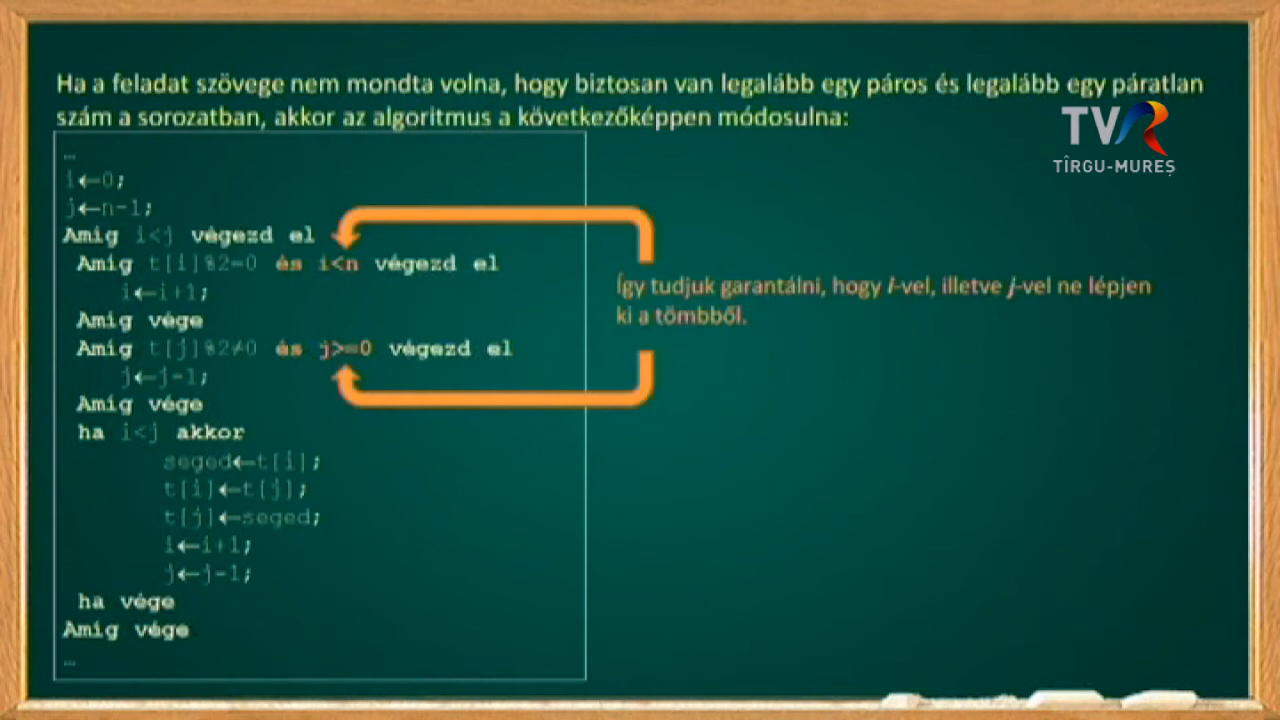 Ha a feladat szövege nem mondta volna, hogy biztosan van legalább egy páros és legalább egy páratlan
szám a sorozatban, akkor az algoritmus a következőképpen módosulna:
TVR
TÎRGU-MUREȘ
…
i←0;
j←n-1;
Amíg i<j végezd el
Amíg t[i]%2=0 és i<n végezd el
i←i+1;
Amíg vége
Amíg t[j]%2≠0 és j>=0 végezd el
j←j-1;
Amíg vége
ha i<j akkor
seged←t[i];
t[i]←t[j];
t[j]←seged;
i←i+1;
j←j-1;
ha vége
Amíg vége
…
Így tudjuk garantálni, hogy i-vel, illetve j-vel ne lépjen
ki a tömbből.